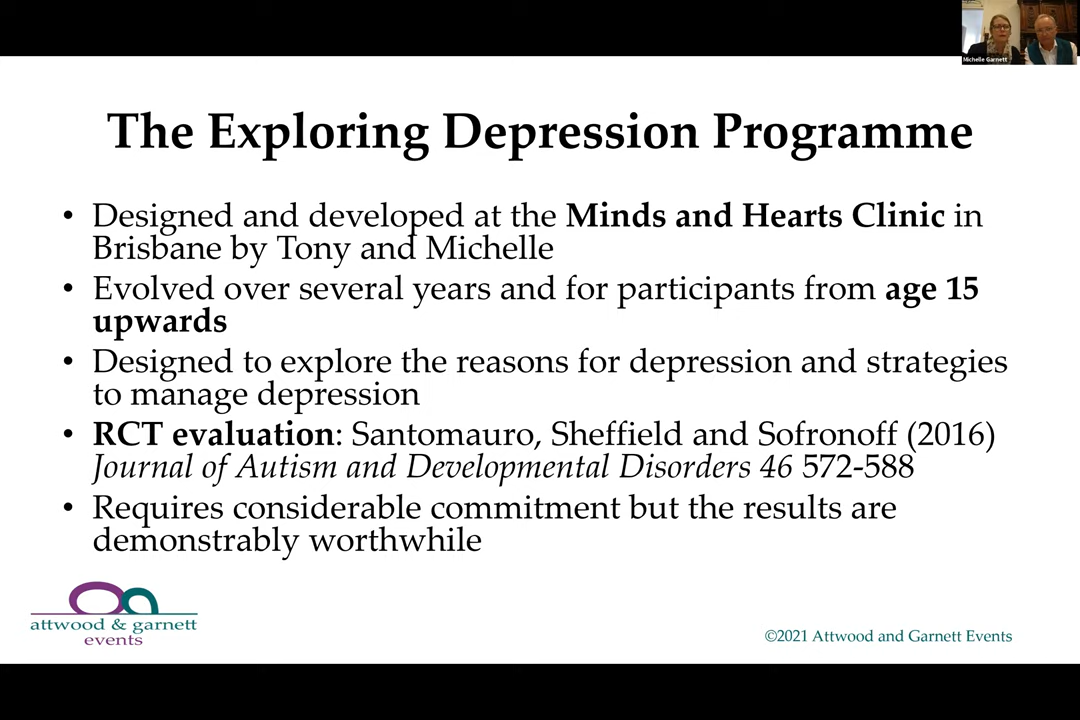 Michelle Garnett
The Exploring Depression Programme
• Designed and developed at the Minds and Hearts Clinic in
Brisbane by Tony and Michelle
• Evolved over several years and for participants from age 15
upwards
• Designed to explore the reasons for depression and strategies
to manage depression
• RCT evaluation: Santomauro, Sheffield and Sofronoff (2016)
Journal of Autism and Developmental Disorders 46 572-588
• Requires considerable commitment but the results are
demonstrably worthwhile
attwood & garnett
events
©2021 Attwood and Garnett Events